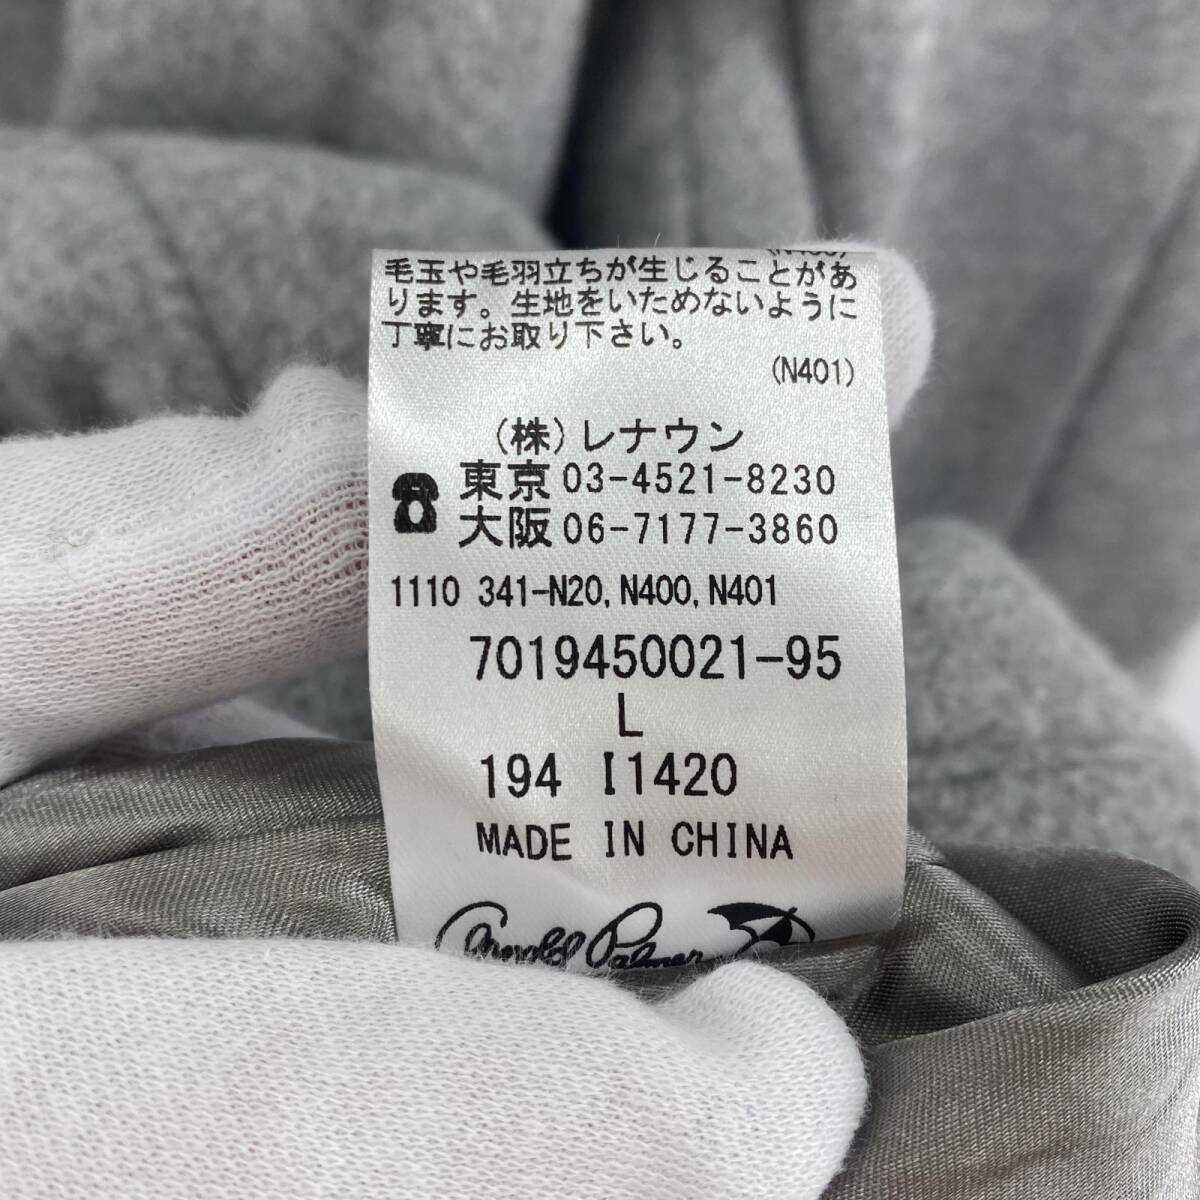 毛玉や毛羽立ちが生じることがあ
ります。生地をいためないように
丁寧にお取り下さい。
(N401)
(株)レナウン
東京 03-4521-8230
大阪 06-7177-3860
1110 341-N20, N400, N401
7019450021-95
L
194 I1420
MADE IN CHINA
Arnold Palmer